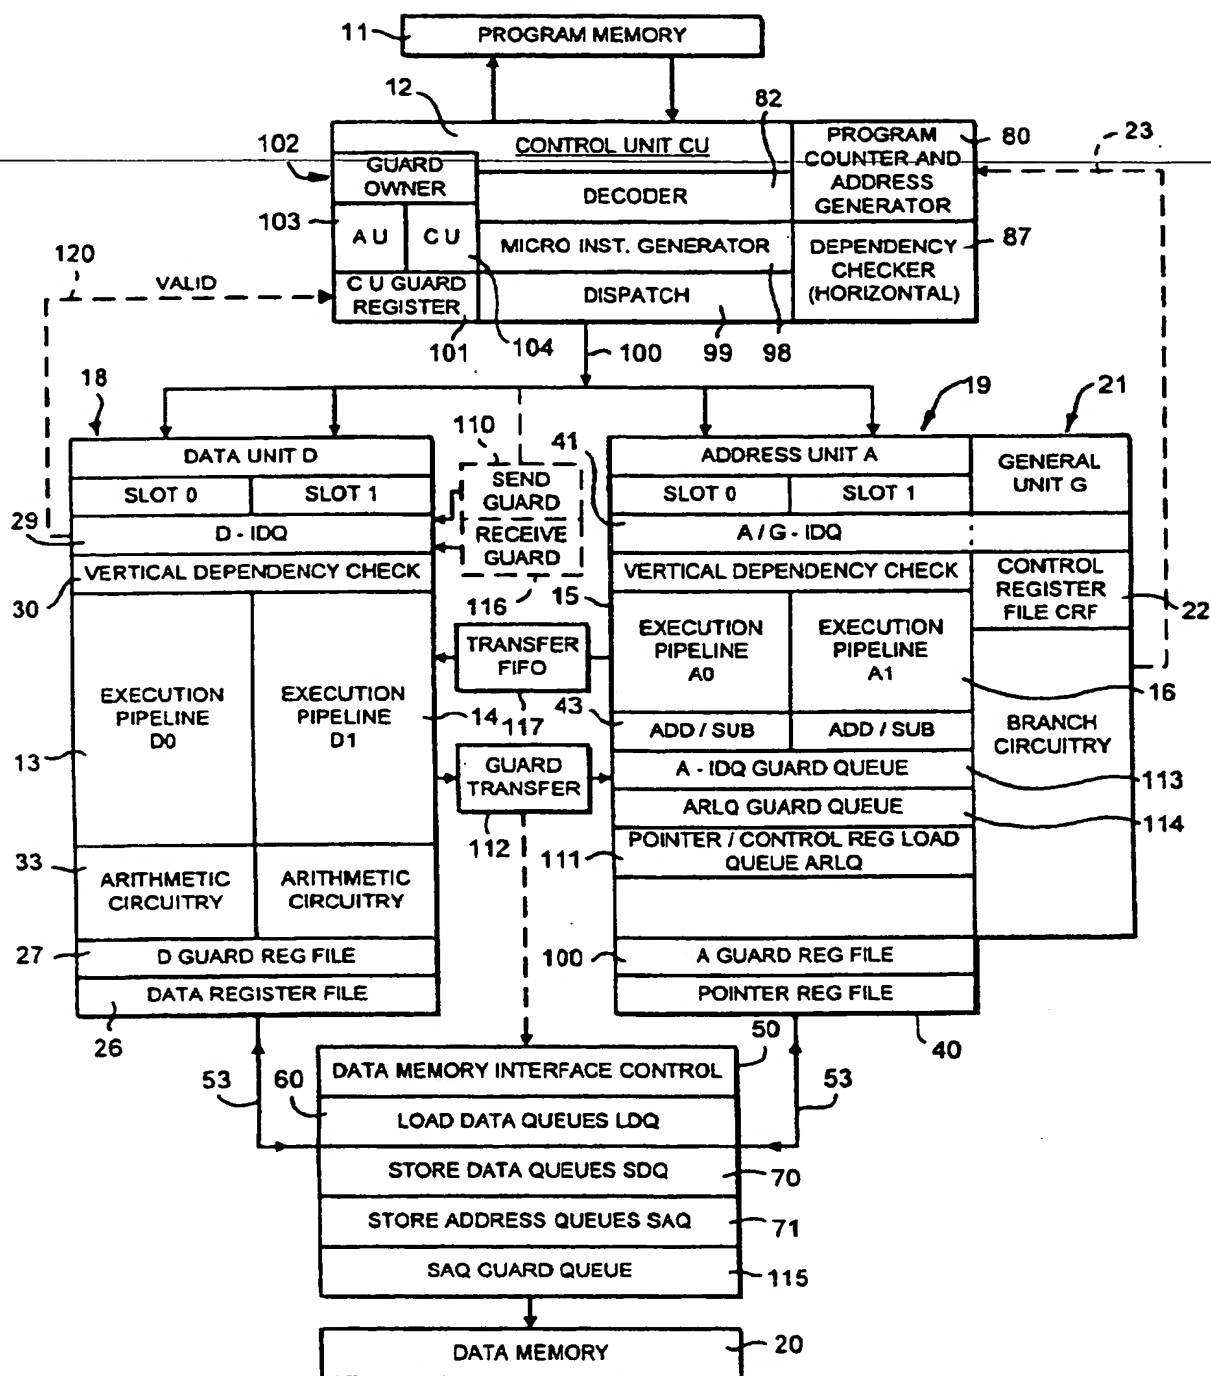 11
PROGRAM MEMORY
12
82
CONTROL UNIT CU
PROGRAM
COUNTER AND
ADDRESS
GENERATOR
80
23
102
GUARD
OWNER
DECODER
103
A U
C U
MICRO INST. GENERATOR
DEPENDENCY
CHECKER
(HORIZONTAL)
87
120
VALID
C U GUARD
REGISTER
DISPATCH
101
104
100
99
98
18
19
21
110
41
DATA UNIT D
SEND
GUARD
ADDRESS UNIT A
GENERAL
UNIT G
SLOT 0
SLOT 1
SLOT 0
SLOT 1
29
D - IDQ
RECEIVE
GUARD
A / G - IDQ
30
VERTICAL DEPENDENCY CHECK
116
15
VERTICAL DEPENDENCY CHECK
CONTROL
REGISTER
FILE CRF
22
EXECUTION
PIPELINE
D0
EXECUTION
PIPELINE
D1
TRANSFER
FIFO
EXECUTION
PIPELINE
A0
EXECUTION
PIPELINE
A1
16
13
14
117
43
ADD / SUB
ADD / SUB
BRANCH
CIRCUITRY
GUARD
TRANSFER
A - IDQ GUARD QUEUE
113
112
ARLQ GUARD QUEUE
114
33
ARITHMETIC
CIRCUITRY
ARITHMETIC
CIRCUITRY
111
POINTER / CONTROL REG LOAD
QUEUE ARLQ
27
D GUARD REG FILE
100
A GUARD REG FILE
DATA REGISTER FILE
POINTER REG FILE
26
50
40
53
60
DATA MEMORY INTERFACE CONTROL
53
LOAD DATA QUEUES LDQ
STORE DATA QUEUES SDQ
70
STORE ADDRESS QUEUES SAQ
71
SAQ GUARD QUEUE
115
DATA MEMORY
20